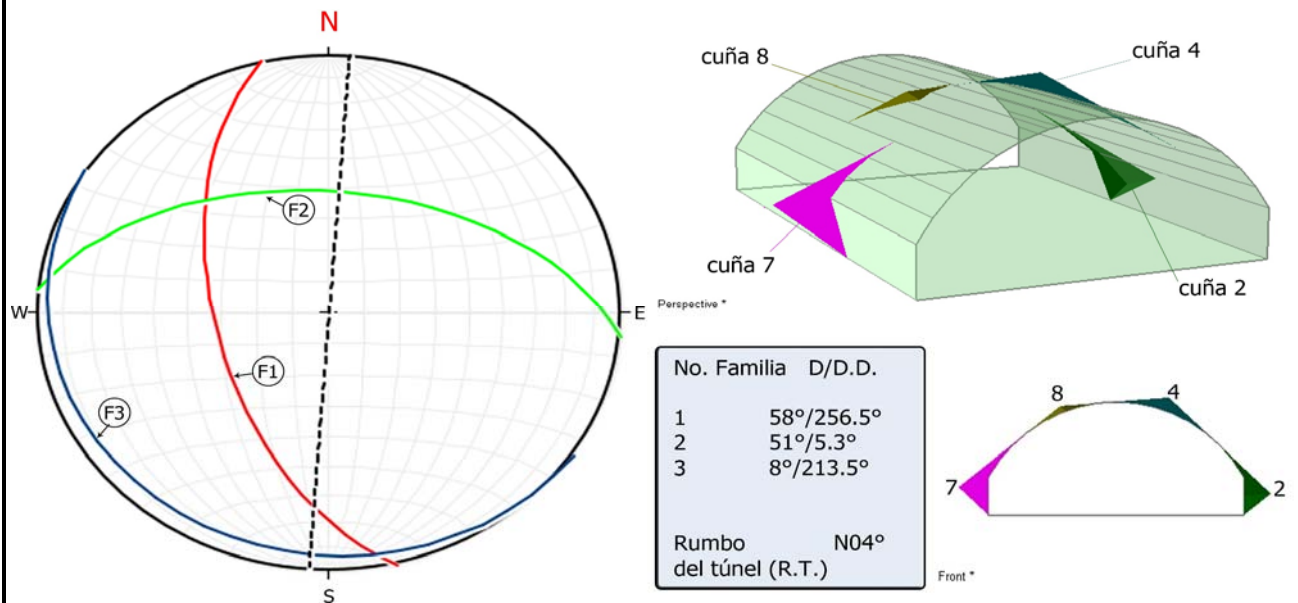 N
F2
W
E
F1
F3
S
cuña 8
cuña 4
cuña 7
cuña 2
Perspective *
No. Familia D/D.D.
1 58°/256.5°
2 51°/5.3°
3 8°/213.5°
Rumbo N04°
del túnel (R.T.)
8
4
7
2
Front *